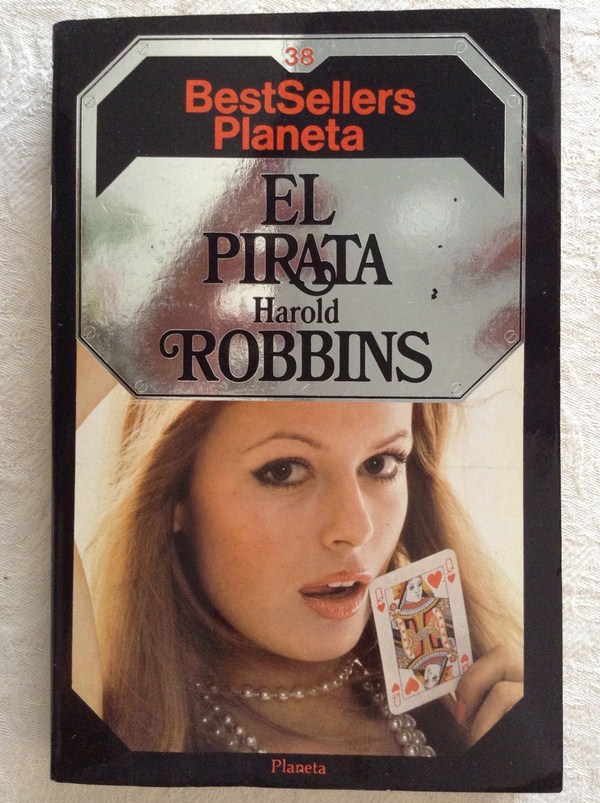 38
BestSellers
Planeta
EL
PIRATA
Harold
ROBBINS
Q
Q
Planeta